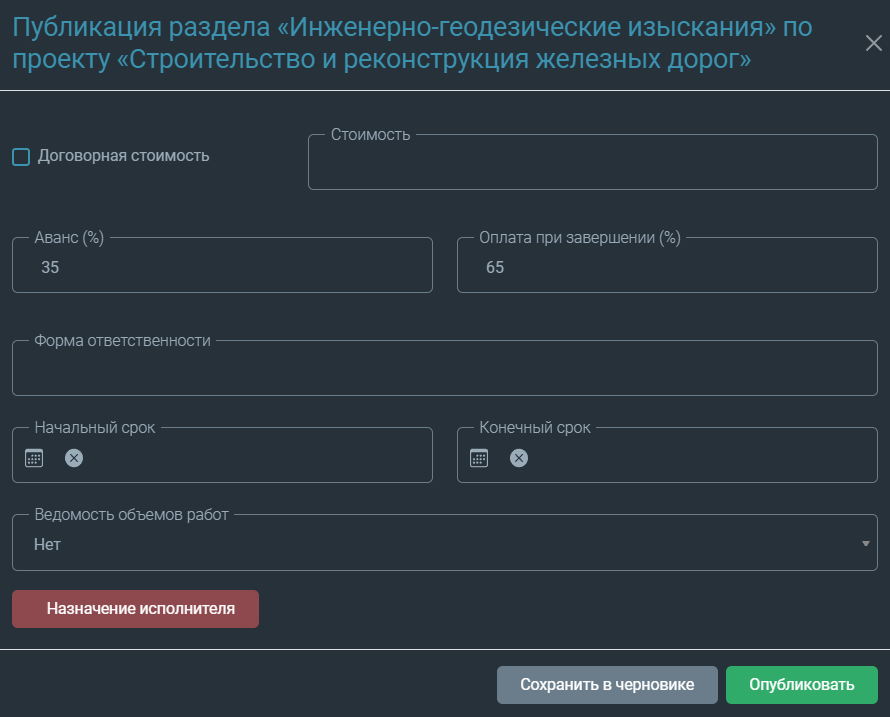 Публикация раздела «Инженерно-геодезические изыскания» по
проекту «Строительство и реконструкция железных дорог»
Договорная стоимость
Стоимость
Аванс (%)
35
Оплата при завершении (%)
65
Форма ответственности
Начальный срок
Конечный срок
Ведомость объемов работ
Нет
Назначение исполнителя
Сохранить в черновике
Опубликовать